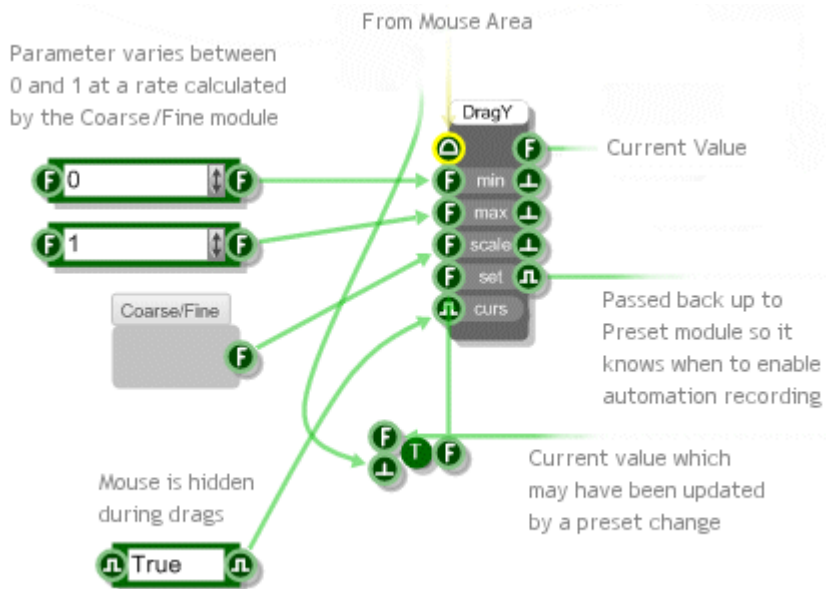 From Mouse Area
Parameter varies between
0 and 1 at a rate calculated
by the Coarse/Fine module
DragY
F
F
Current Value
F
0
F
F
min
F
1
F
F
max
F
scale
F
set
curs
Coarse/Fine
F
Passed back up to
Preset module so it
knows when to enable
automation recording
F
T
F
Current value which
may have been updated
by a preset change
Mouse is hidden
during drags
True